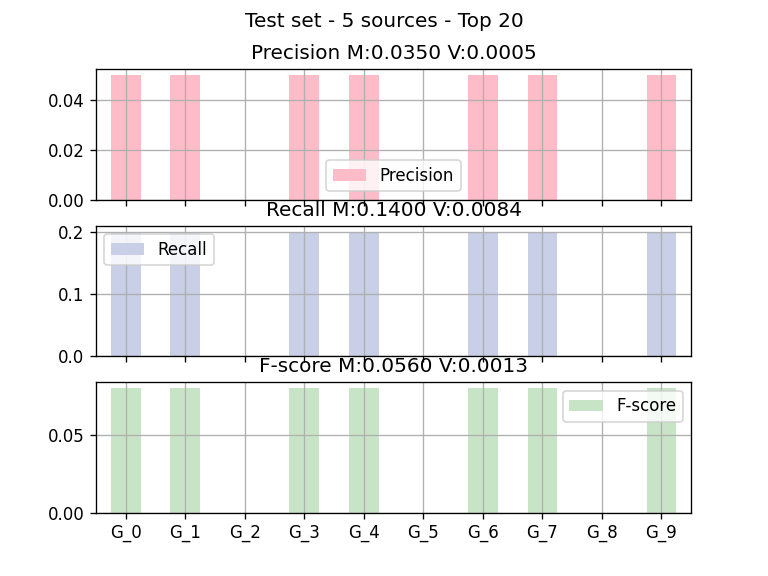 Test set - 5 sources - Top 20
Precision M:0.0350 V:0.0005
0.04
0.02
0.00
Precision
Recall M:0.1400 V:0.0084
0.2
0.1
0.0
Recall
F-score M:0.0560 V:0.0013
0.05
0.00
F-score
G_0 G_1 G_2 G_3 G_4 G_5 G_6 G_7 G_8 G_9